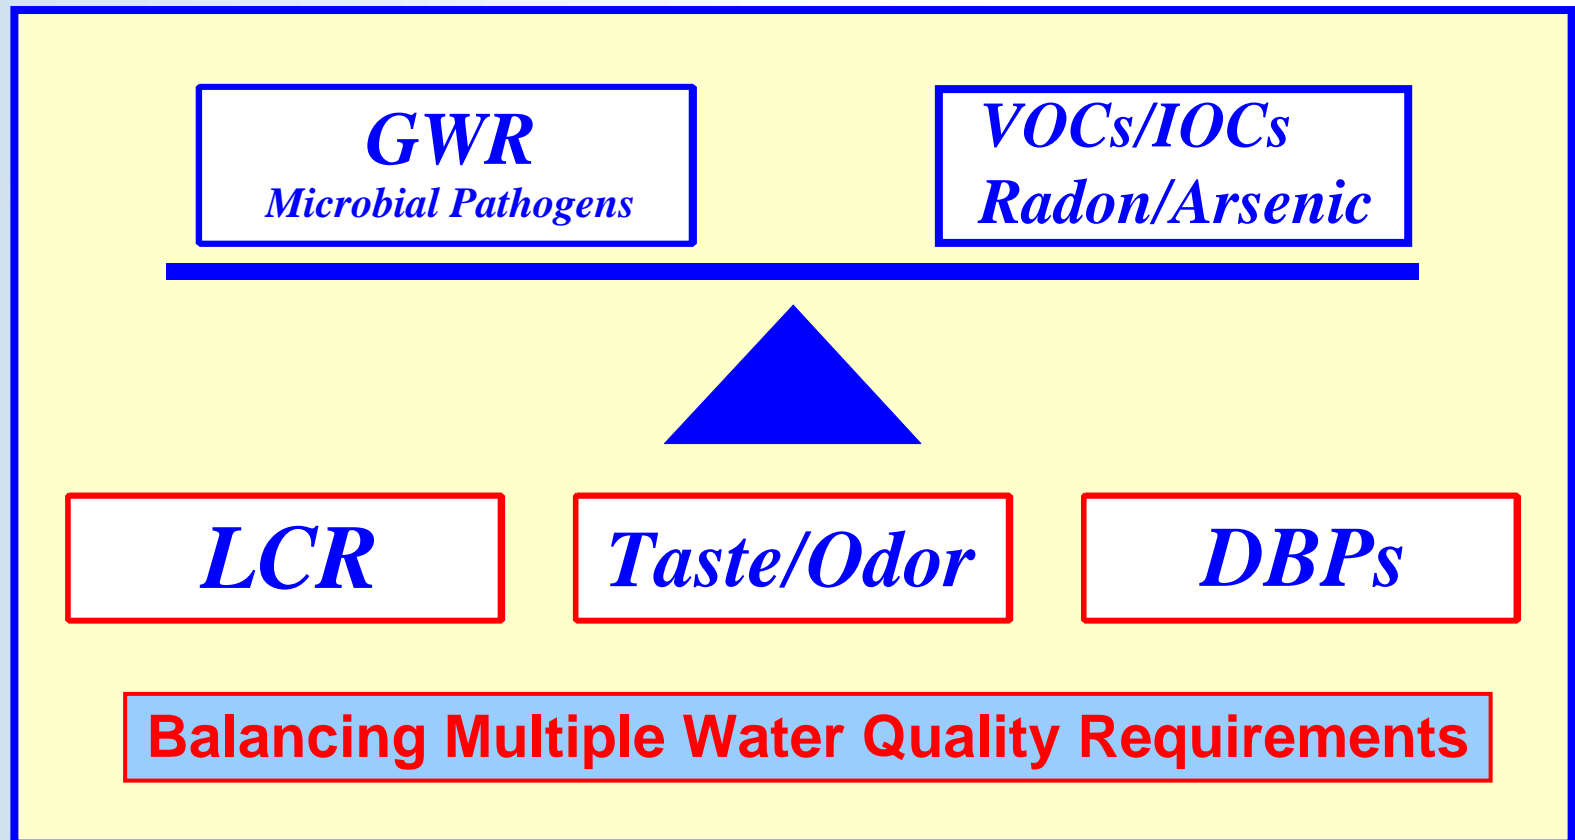 GWR
Microbial Pathogens
VOCs/IOCs
Radon/Arsenic
LCR
Taste/Odor
DBPs
Balancing Multiple Water Quality Requirements